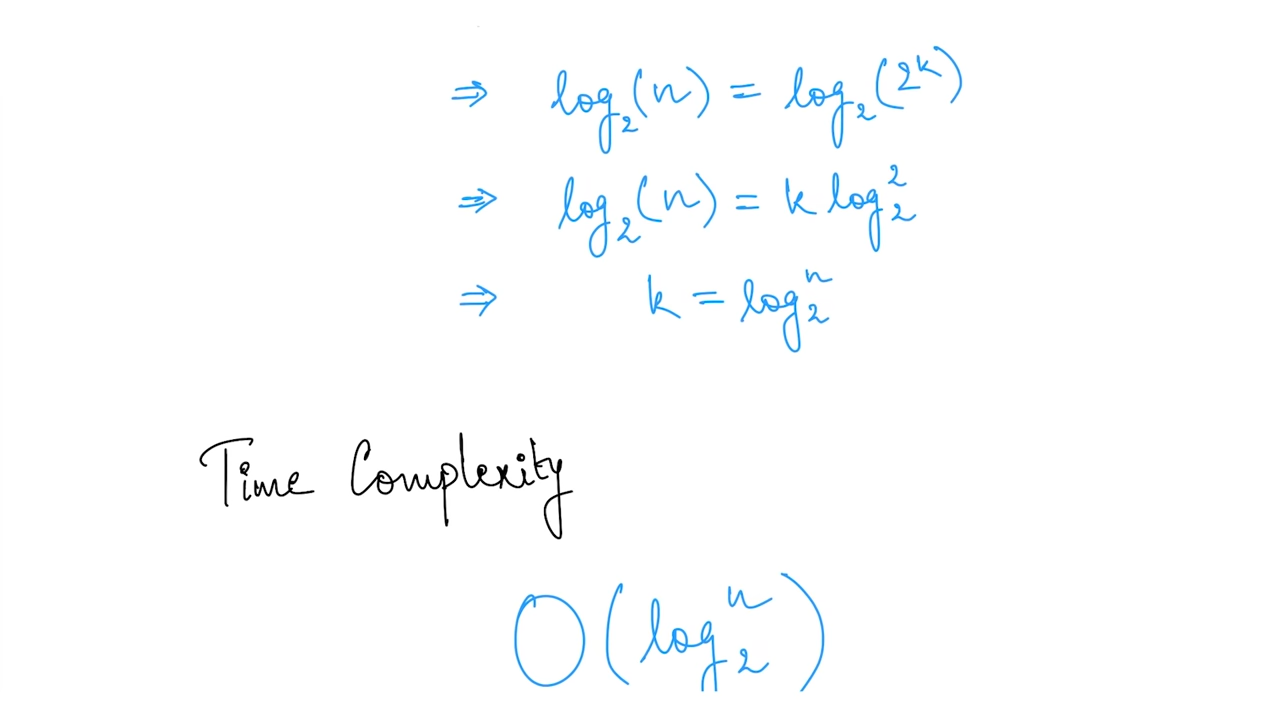 ⇒ log₂(n) = log₂(2ᵏ)
⇒ log₂(n) = k log₂²
⇒ k = log₂ⁿ
Time Complexity
O(log₂ⁿ)